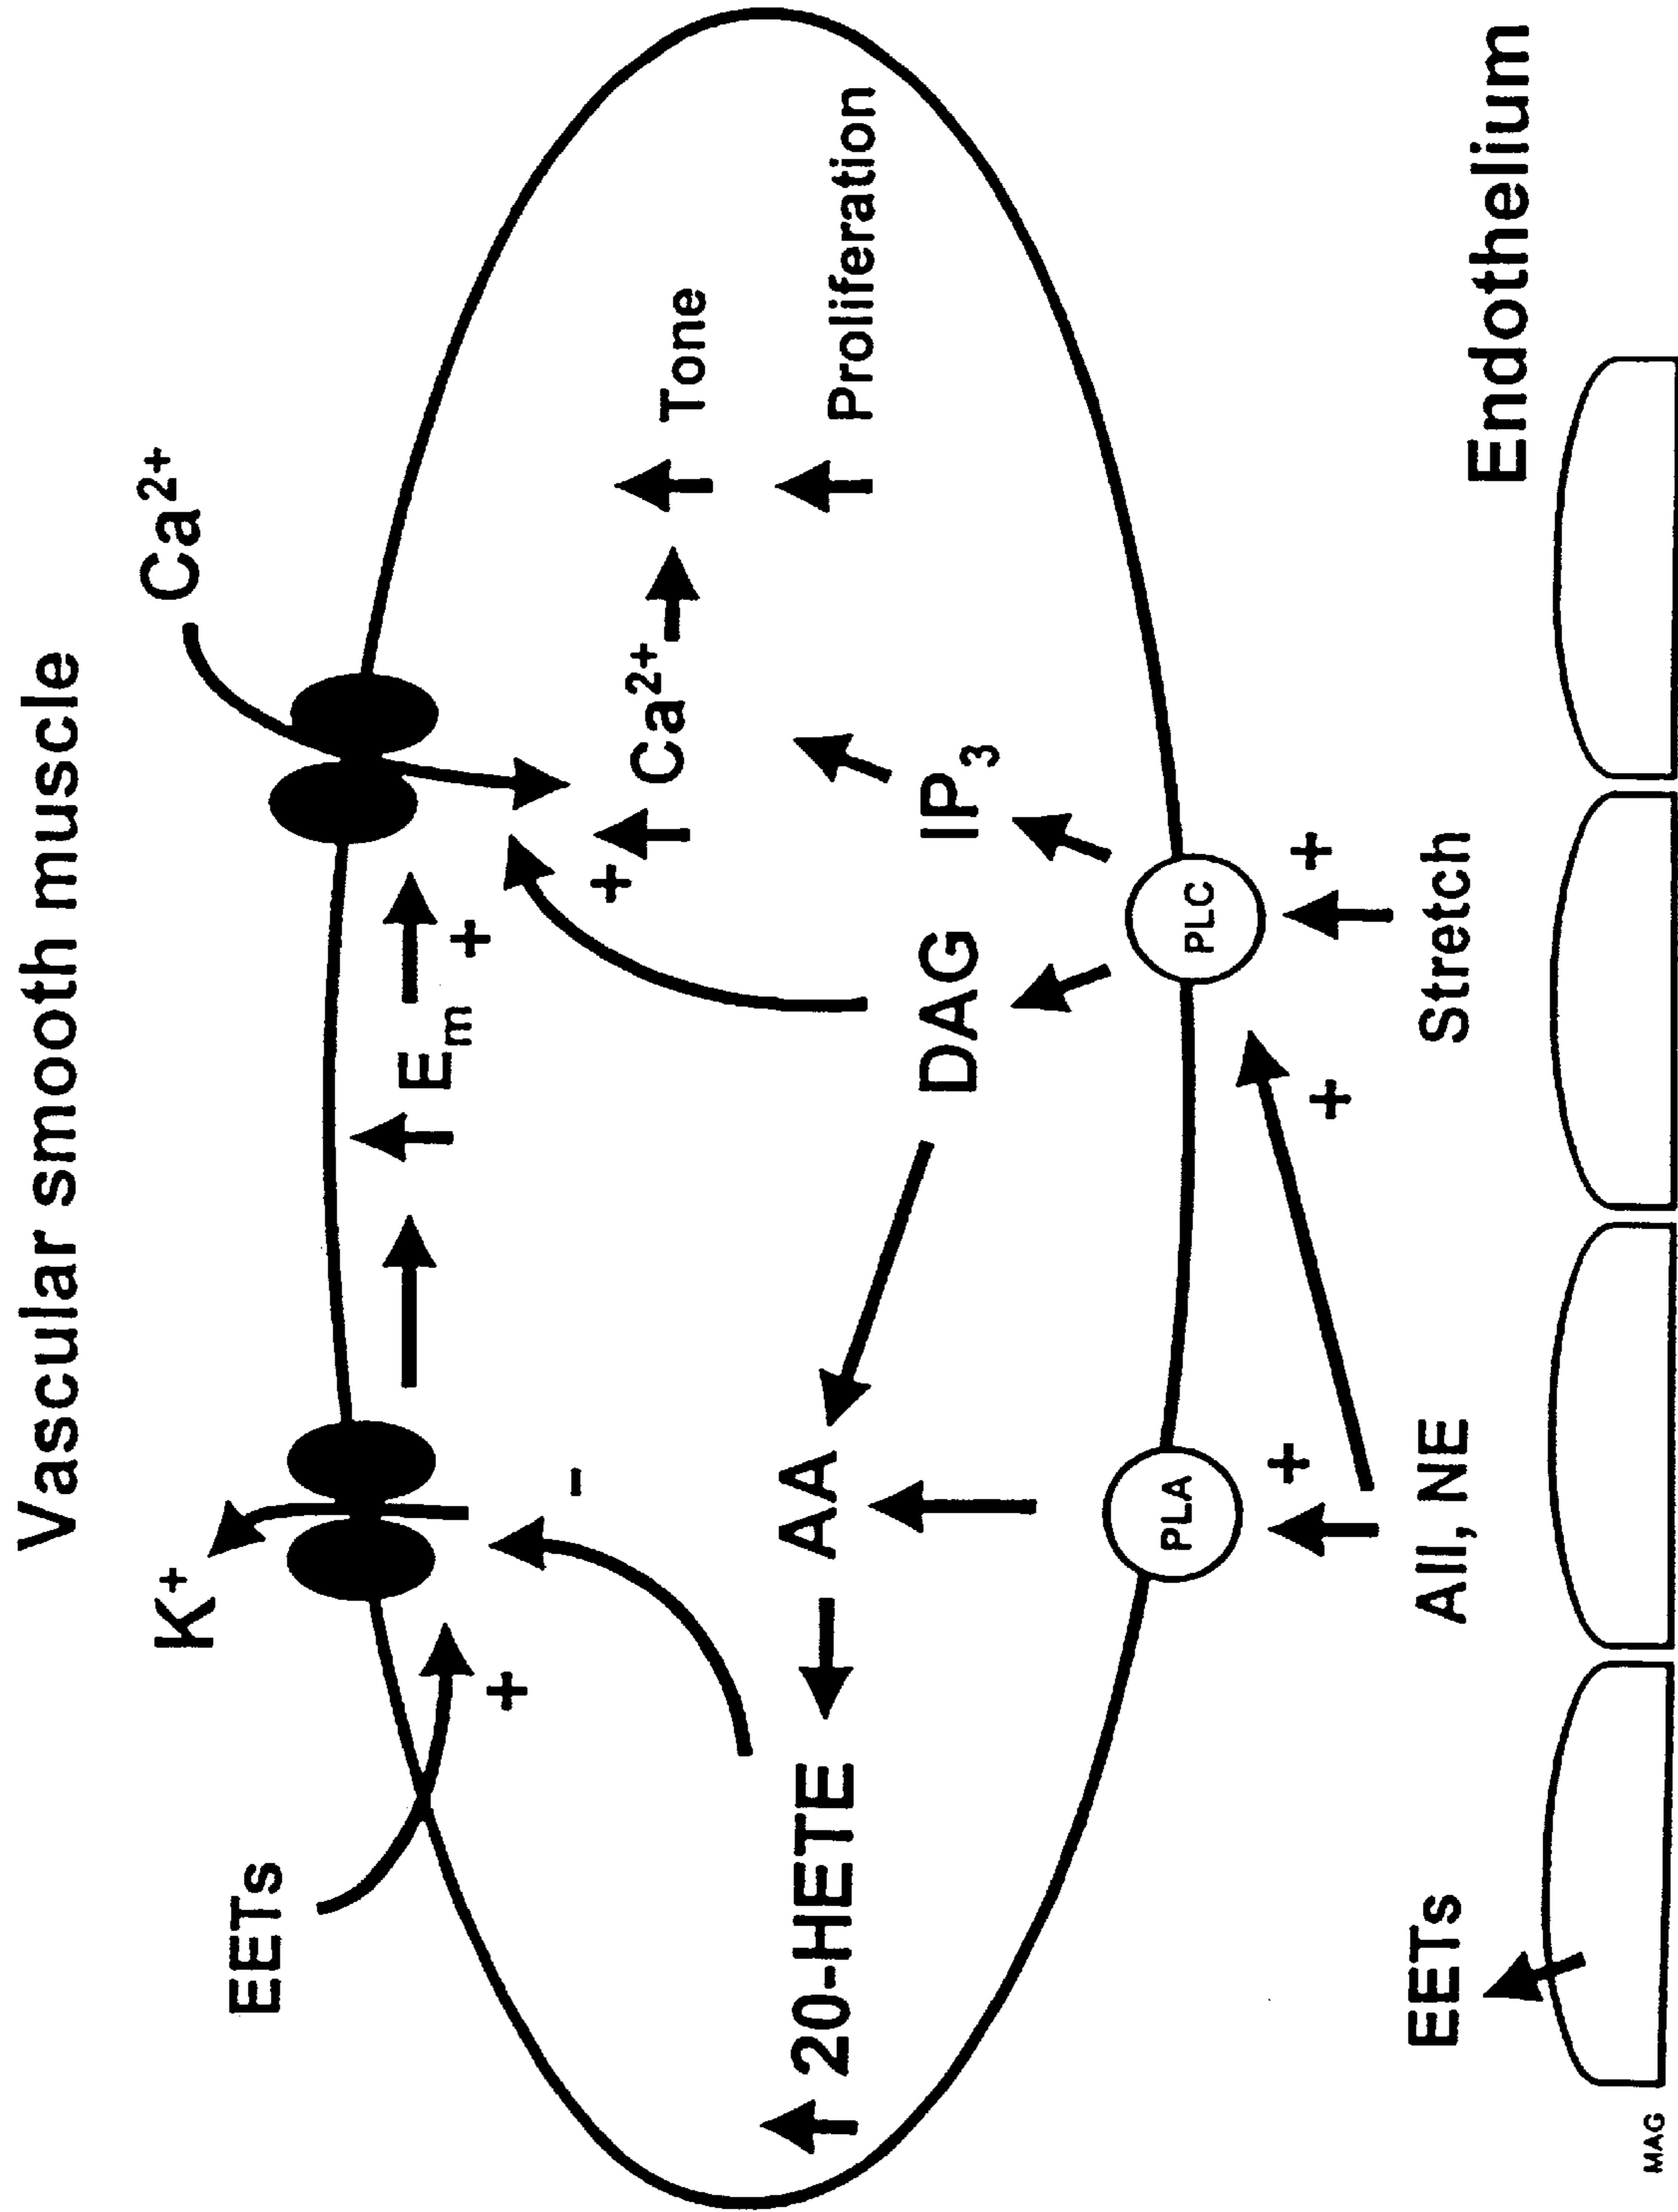 Vascular smooth muscle
K+
Ca2+
EETs
+
Em
+
-
+
Ca2+
Tone
20-HETE
AA
Proliferation
DAG
IP3
PLA
PLC
+
+
+
EETs
AII, NE
Stretch
Endothelium
MAG